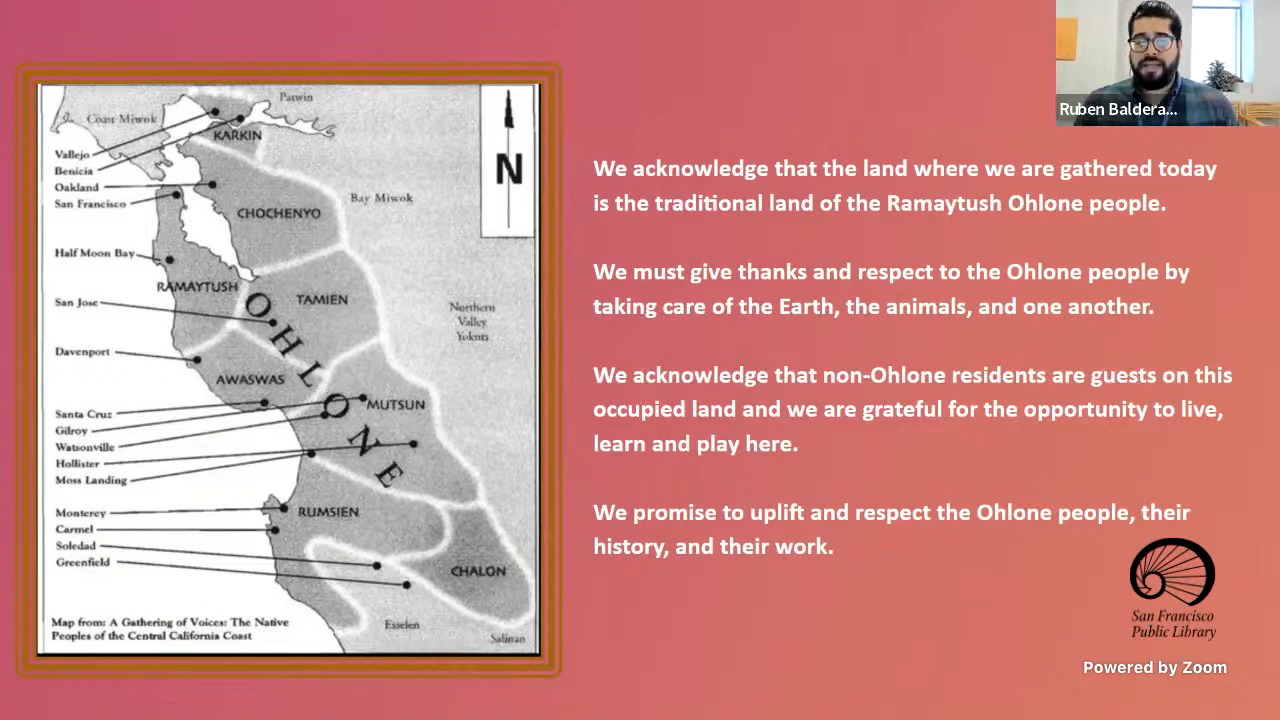 Ruben Baldera...
Patwin
Coast Miwok
KARKIN
Vallejo
Benicia
Oakland
San Francisco
N
Bay Miwok
CHOCHENYO
Half Moon Bay
RAMAYTUSH
TAMIEN
San Jose
OHLONE
Northern
Valley
Yokuts
Davenport
AWASWAS
MUTSUN
Santa Cruz
Gilroy
Watsonville
Hollister
Moss Landing
Monterey
RUMSIEN
Carmel
Soledad
Greenfield
CHALON
Esselen
Salinan
Map from: A Gathering of Voices: The Native
Peoples of the Central California Coast
We acknowledge that the land where we are gathered today
is the traditional land of the Ramaytush Ohlone people.
We must give thanks and respect to the Ohlone people by
taking care of the Earth, the animals, and one another.
We acknowledge that non-Ohlone residents are guests on this
occupied land and we are grateful for the opportunity to live,
learn and play here.
We promise to uplift and respect the Ohlone people, their
history, and their work.
San Francisco
Public Library
Powered by Zoom